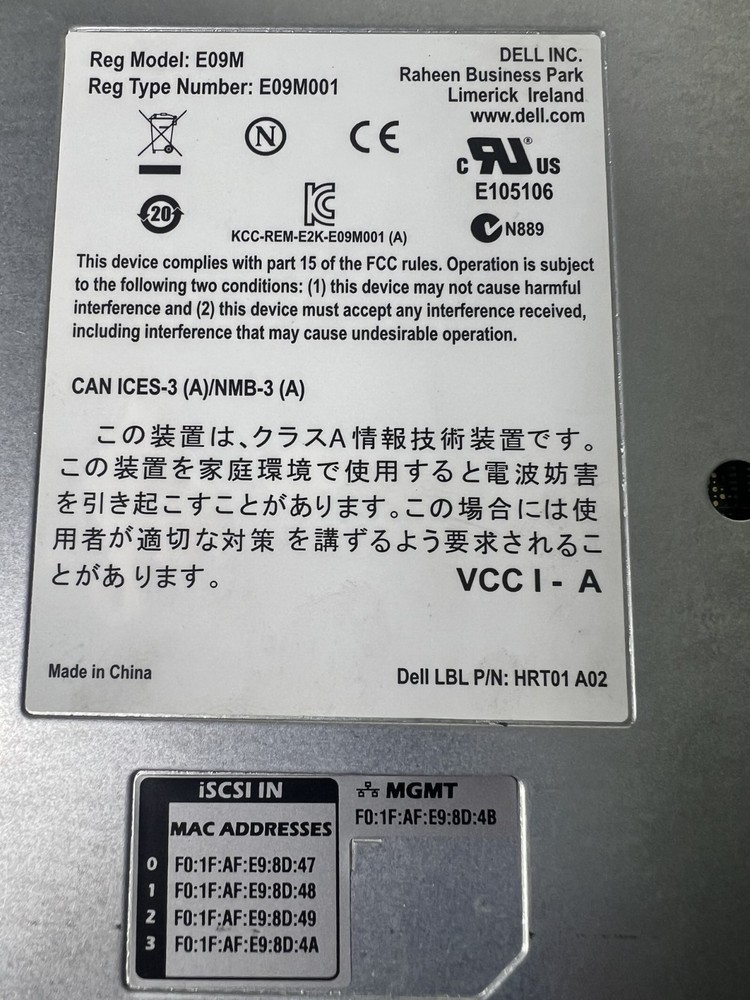 Reg Model: E09M
Reg Type Number: E09M001
DELL INC.
Raheen Business Park
Limerick Ireland
www.dell.com
N
CE
c RU® US
E105106
20
KC
KCC-REM-E2K-E09M001 (A)
N889
This device complies with part 15 of the FCC rules. Operation is subject
to the following two conditions: (1) this device may not cause harmful
interference and (2) this device must accept any interference received,
including interference that may cause undesirable operation.
CAN ICES-3 (A)/NMB-3 (A)
この装置は、クラスA情報技術装置です。
この装置を家庭環境で使用すると電波妨害
を引き起こすことがあります。この場合には使
用者が適切な対策 を講ずるよう要求されるこ
とがあります。 VCCI - A
Made in China
Dell LBL P/N: HRT01 A02
iSCSI IN
MAC ADDRESSES
0 F0:1F:AF:E9:8D:47
1 F0:1F:AF:E9:8D:48
2 F0:1F:AF:E9:8D:49
3 F0:1F:AF:E9:8D:4A
MGMT
F0:1F:AF:E9:8D:4B